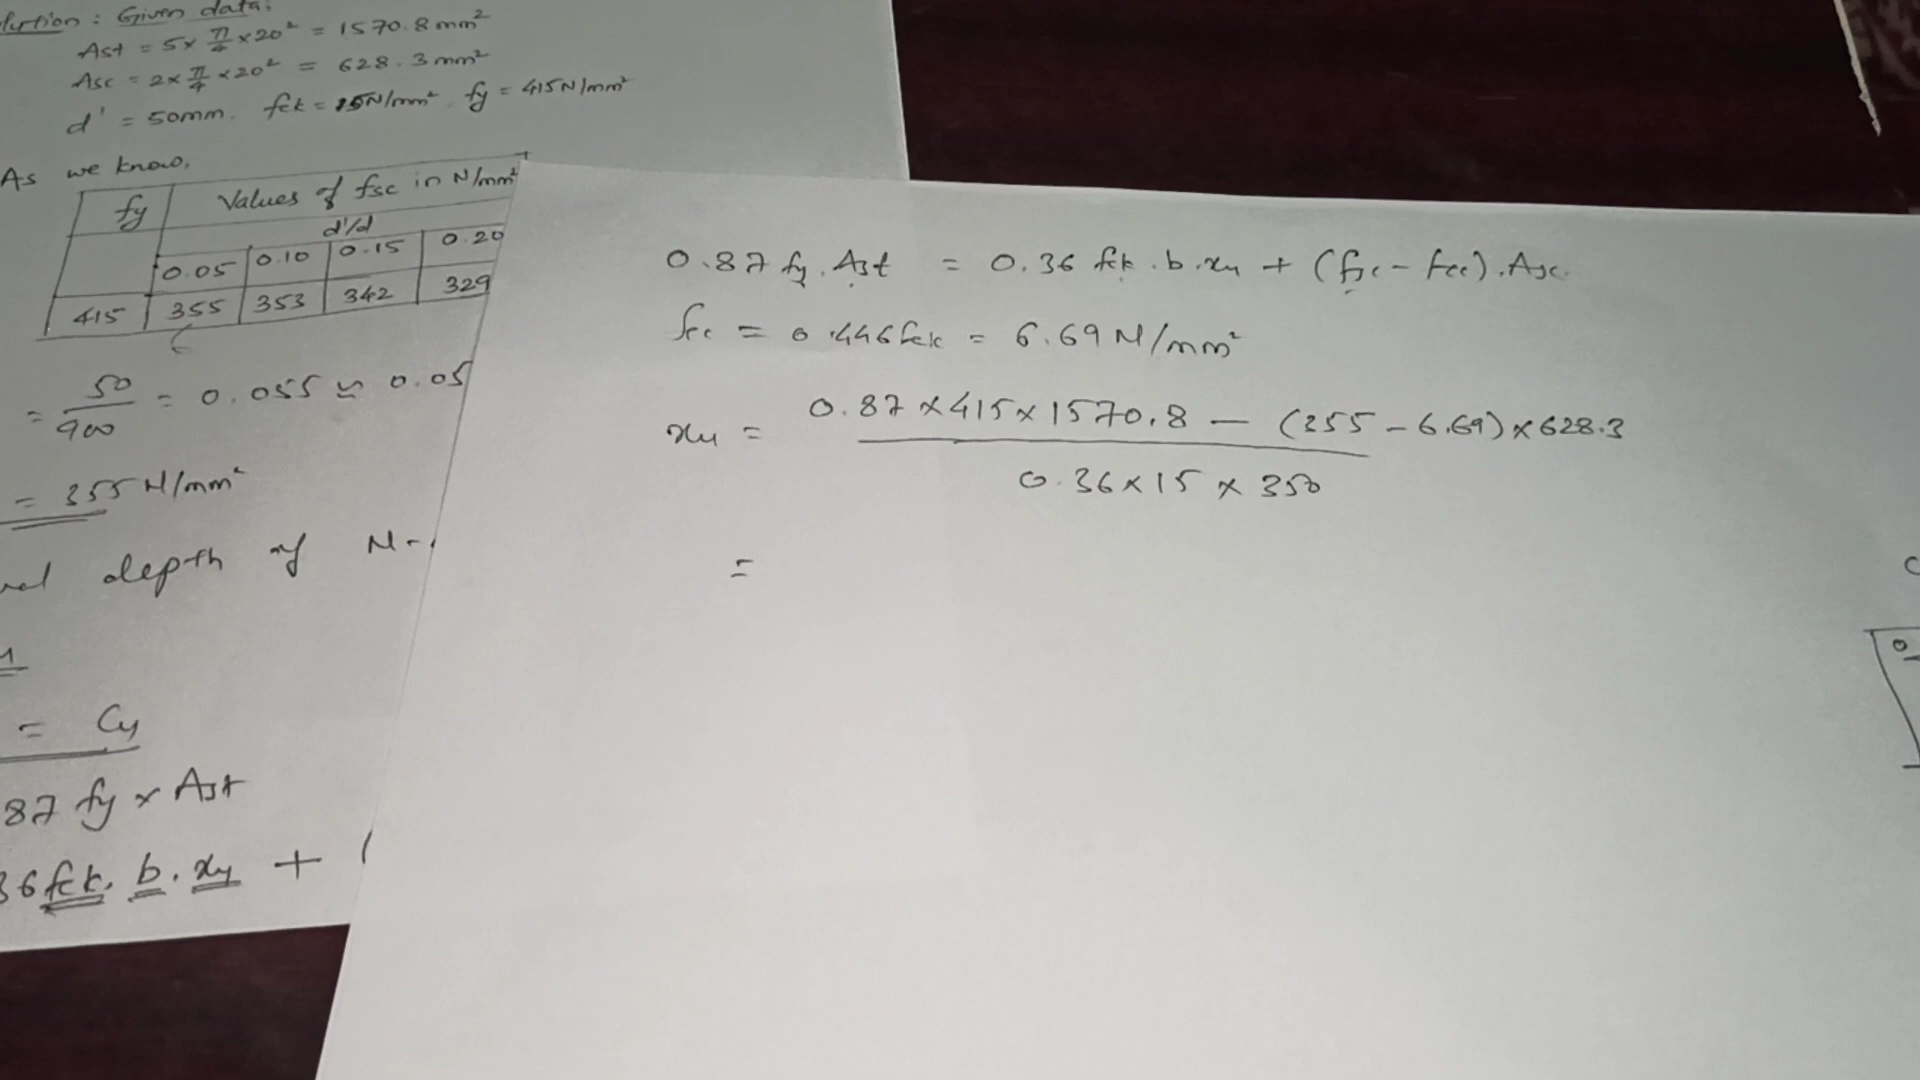 Given data:
Ast = 5 x π/4 x 20² = 1570.8 mm²
Asc = 2 x π/4 x 20² = 628.3 mm²
d' = 50mm. fck = 15N/mm² fy = 415N/mm²
As we know,
fy Values of fsc in N/mm²
d'/d
0.05 0.10 0.15 0.20
415 355 353 342 329
= 50/900 = 0.055 ≈ 0.05
= 355 N/mm²
depth of N
= Cu
87 fy x Ast
36 fck. b. xu + (
0.87 fy. Ast = 0.36 fck. b. xu + (fsc - fcc). Asc.
fcc = 0.446 fck = 6.69 N/mm²
xu = 0.87 x 415 x 1570.8 - (355 - 6.69) x 628.3
0.36 x 15 x 350
=